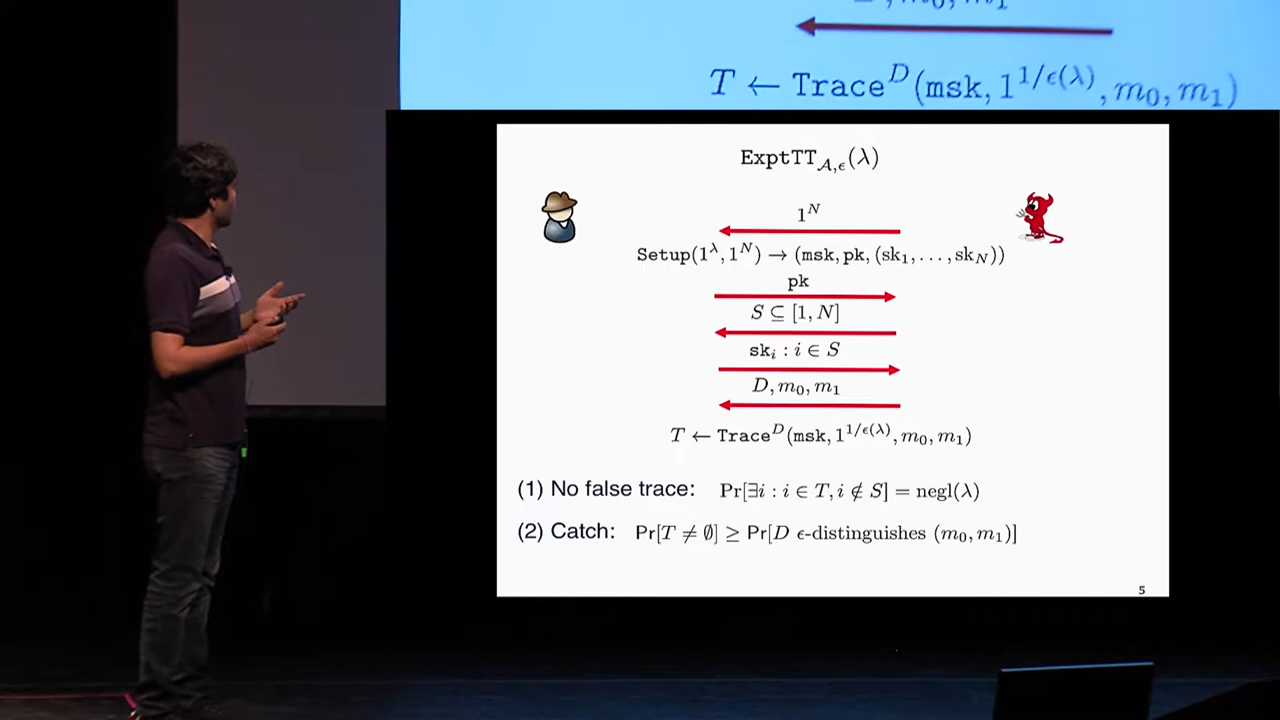 T ← Trace^D(msk, 1^{1/ϵ(λ)}, m_0, m_1)
ExptTT_{𝒜,ϵ}(λ)
1^N
Setup(1^λ, 1^N) → (msk, pk, (sk_1, . . . , sk_N))
pk
S ⊆ [1, N]
sk_i : i ∈ S
D, m_0, m_1
T ← Trace^D(msk, 1^{1/ϵ(λ)}, m_0, m_1)
(1) No false trace: Pr[∃i : i ∈ T, i ∉ S] = negl(λ)
(2) Catch: Pr[T ≠ ∅] ≥ Pr[D ϵ-distinguishes (m_0, m_1)]
5